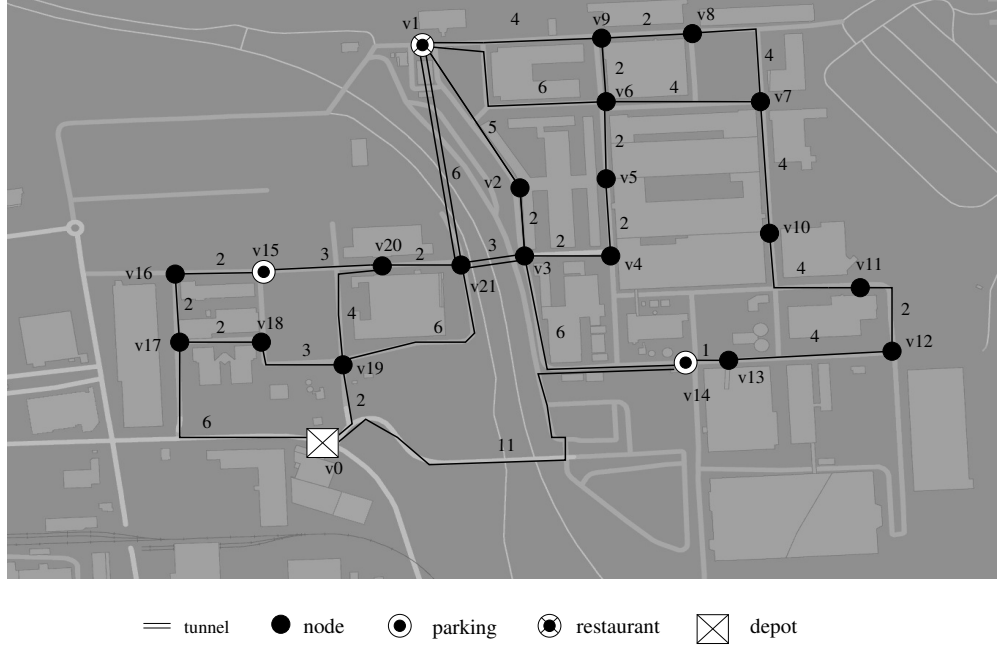 v1 4 v9 2 v8
4
2
6 4
v6 v7
5 2
4
6
v2 v5
2 2
v15 v20 v10
3 2
2 3 2
v16 v3 v4 4 v11
v21
2 4 6 6 2
2 v18 4
v17 1 v12
3
v19 v13
v14
2
6
11
v0
tunnel node parking restaurant depot